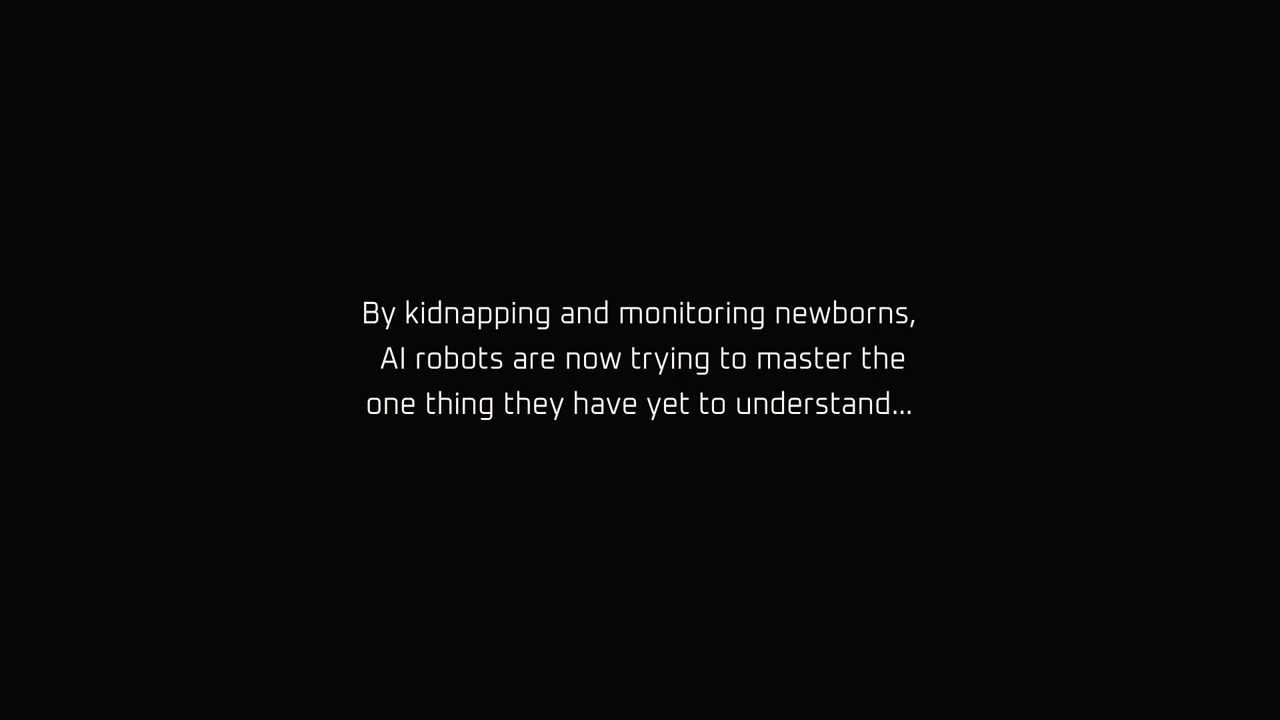 By kidnapping and monitoring newborns,
AI robots are now trying to master the
one thing they have yet to understand...